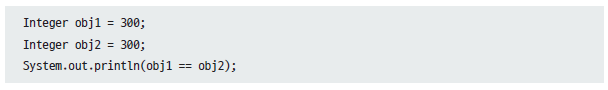 Integer obj1 = 300;
Integer obj2 = 300;
System.out.println(obj1 == obj2);